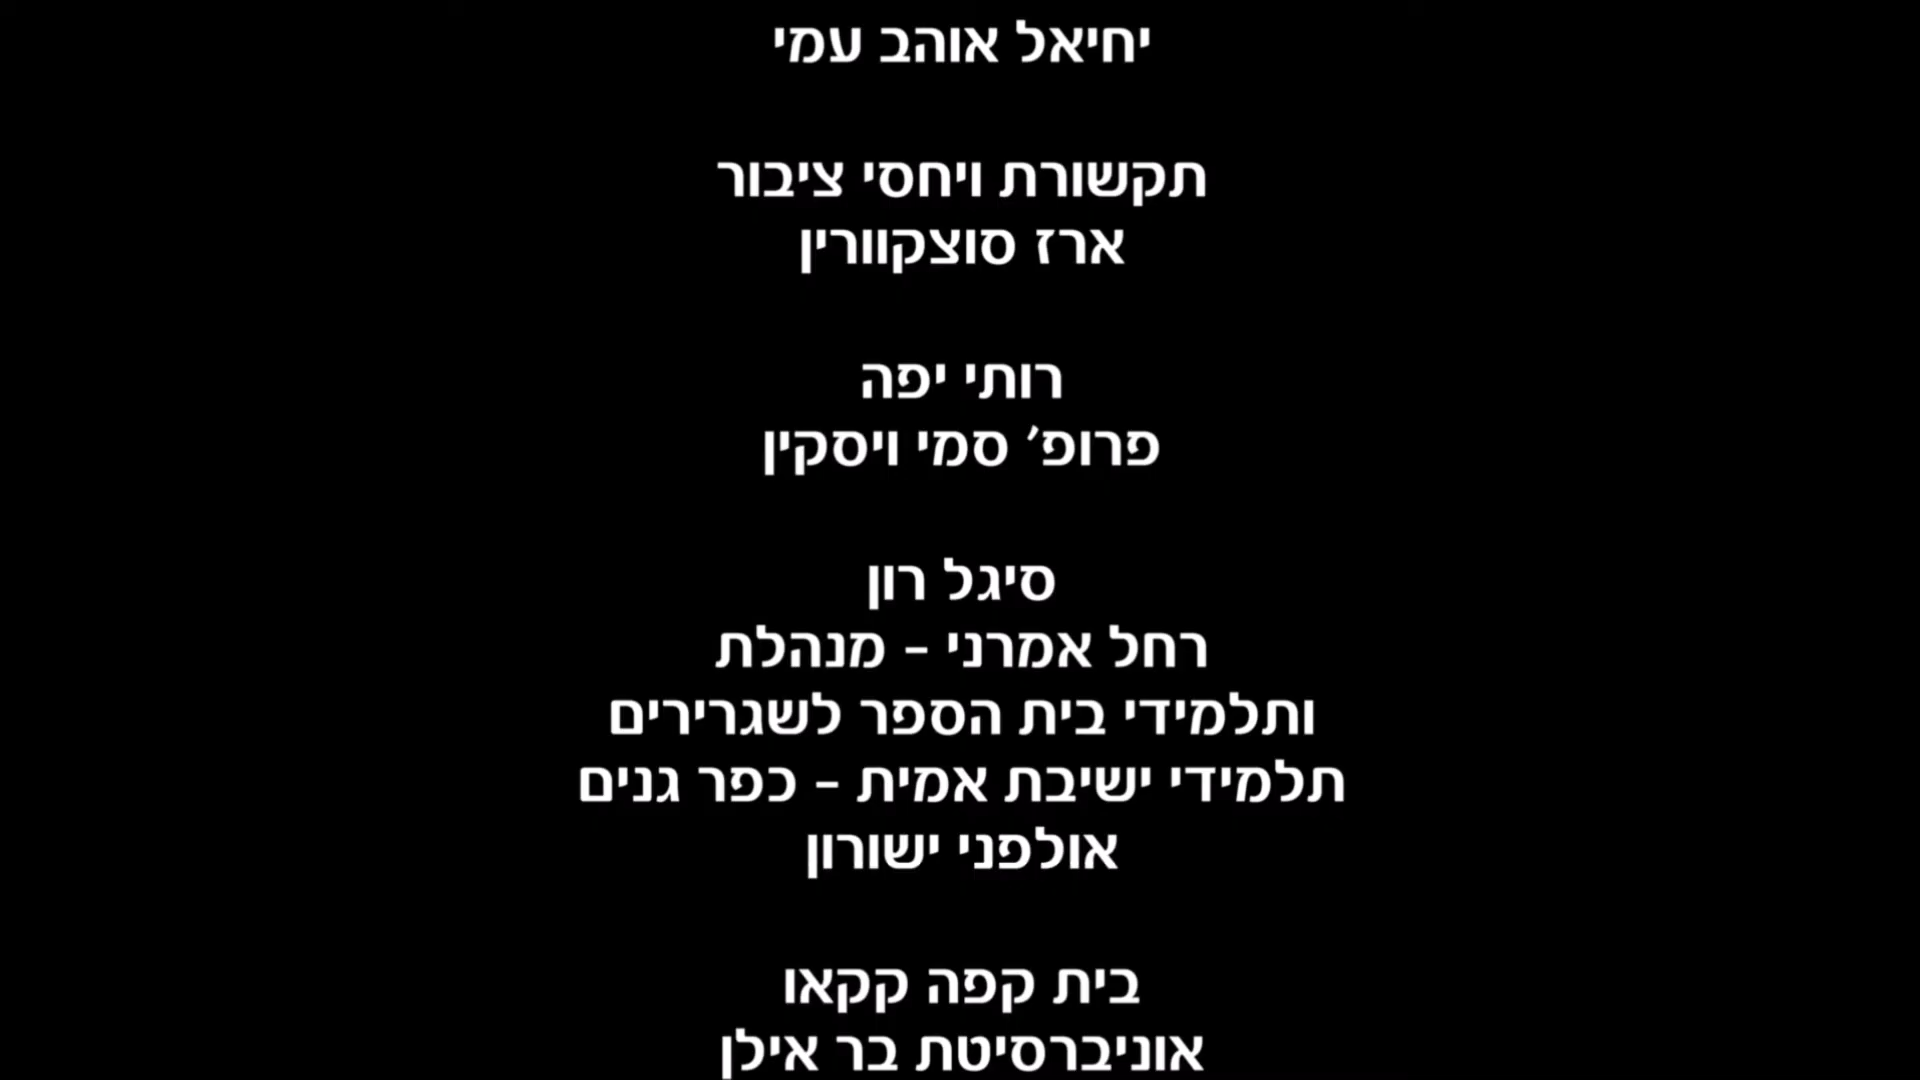 יחיאל אוהב עמי
תקשורת ויחסי ציבור
ארז סוצקוורין
רותי יפה
פרופ׳ סמי ויסקין
סיגל רון
רחל אמרני – מנהלת
ותלמידי בית הספר לשגרירים
תלמידי ישיבת אמית – כפר גנים
אולפני ישורון
בית קפה קקאו
אוניברסיטת בר אילן